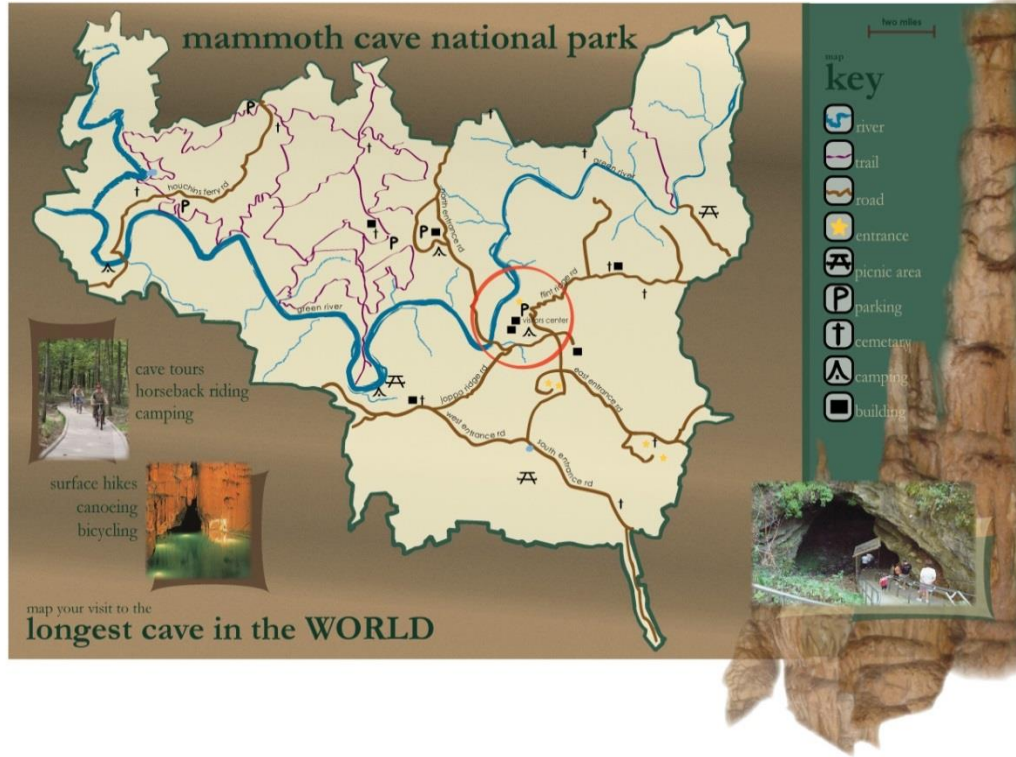 mammoth cave national park
two miles
map
key
river
trail
road
entrance
picnic area
parking
cemetary
camping
building
P
houchins ferry rd
P
P
P
north entrance rd
green river
green river
flint ridge rd
P
visitors center
joppa ridge rd
east entrance rd
west entrance rd
south entrance rd
cave tours
horseback riding
camping
surface hikes
canoeing
bicycling
map your visit to the
longest cave in the WORLD